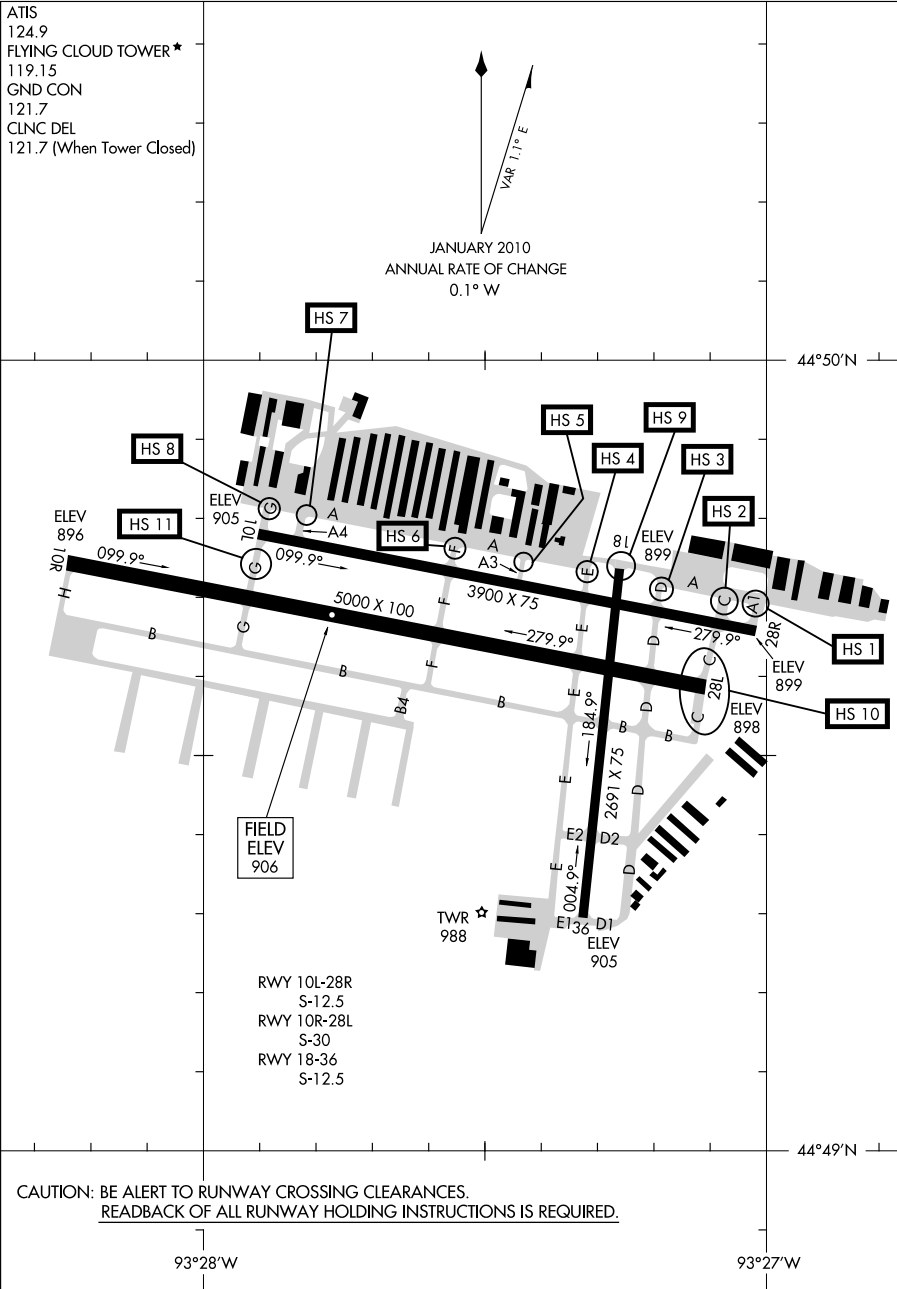 ATIS
124.9
FLYING CLOUD TOWER★
119.15
GND CON
121.7
CLNC DEL
121.7 (When Tower Closed)
VAR 1.1° E
JANUARY 2010
ANNUAL RATE OF CHANGE
0.1° W
44°50'N
HS 7
HS 5
HS 9
HS 8
HS 4
HS 3
HS 11
HS 6
HS 2
HS 1
HS 10
ELEV
905
ELEV
896
ELEV
899
ELEV
899
ELEV
898
G
A
A4
F
A
A3
E
18
D
A
C
A1
10L
10R
28R
28L
099.9°
099.9°
G
3900 X 75
5000 X 100
279.9°
279.9°
H
B
G
B
F
F
B4
B
E
E
D
D
B
B
C
C
184.9°
2691 X 75
E
D
E2
D2
E
D
004.9°
E1
36
D1
ELEV
905
FIELD
ELEV
906
TWR
988
RWY 10L-28R
S-12.5
RWY 10R-28L
S-30
RWY 18-36
S-12.5
44°49'N
CAUTION: BE ALERT TO RUNWAY CROSSING CLEARANCES.
READBACK OF ALL RUNWAY HOLDING INSTRUCTIONS IS REQUIRED.
93°28'W
93°27'W